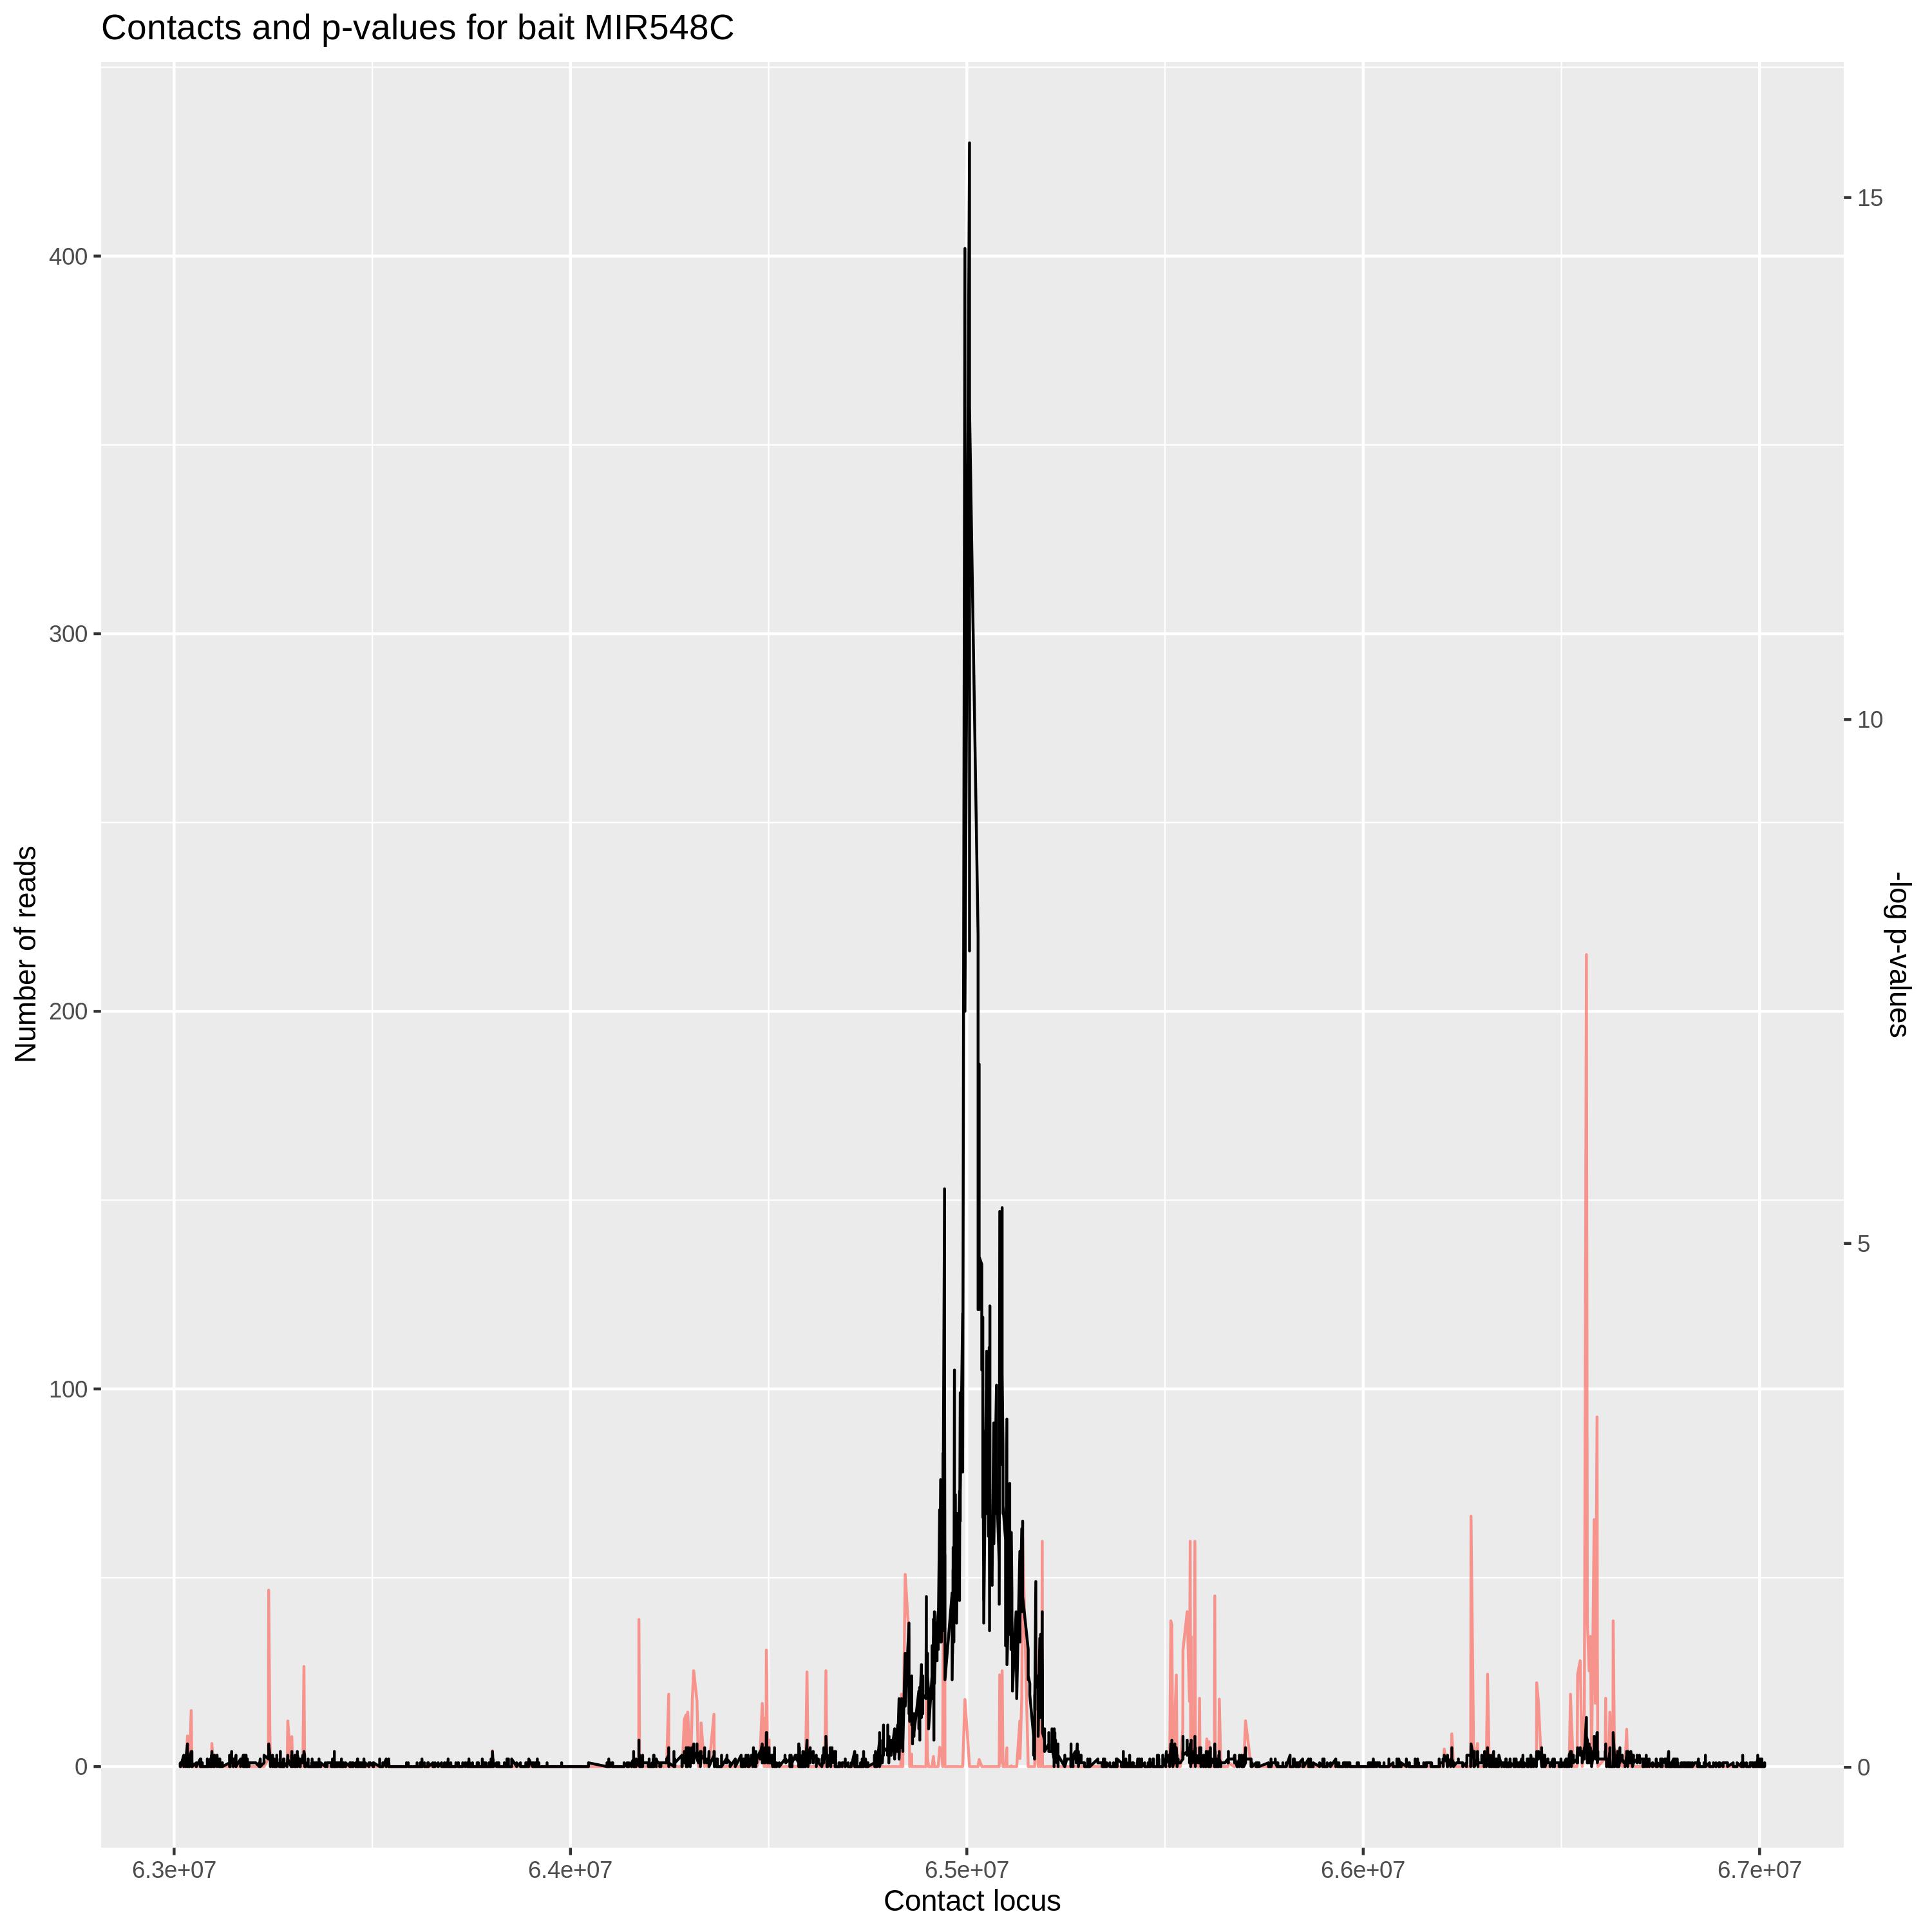 Contacts and p-values for bait MIR548C
Number of reads
400
300
200
100
0
15
10
5
0
-log p-values
6.3e+07
6.4e+07
6.5e+07
6.6e+07
6.7e+07
Contact locus